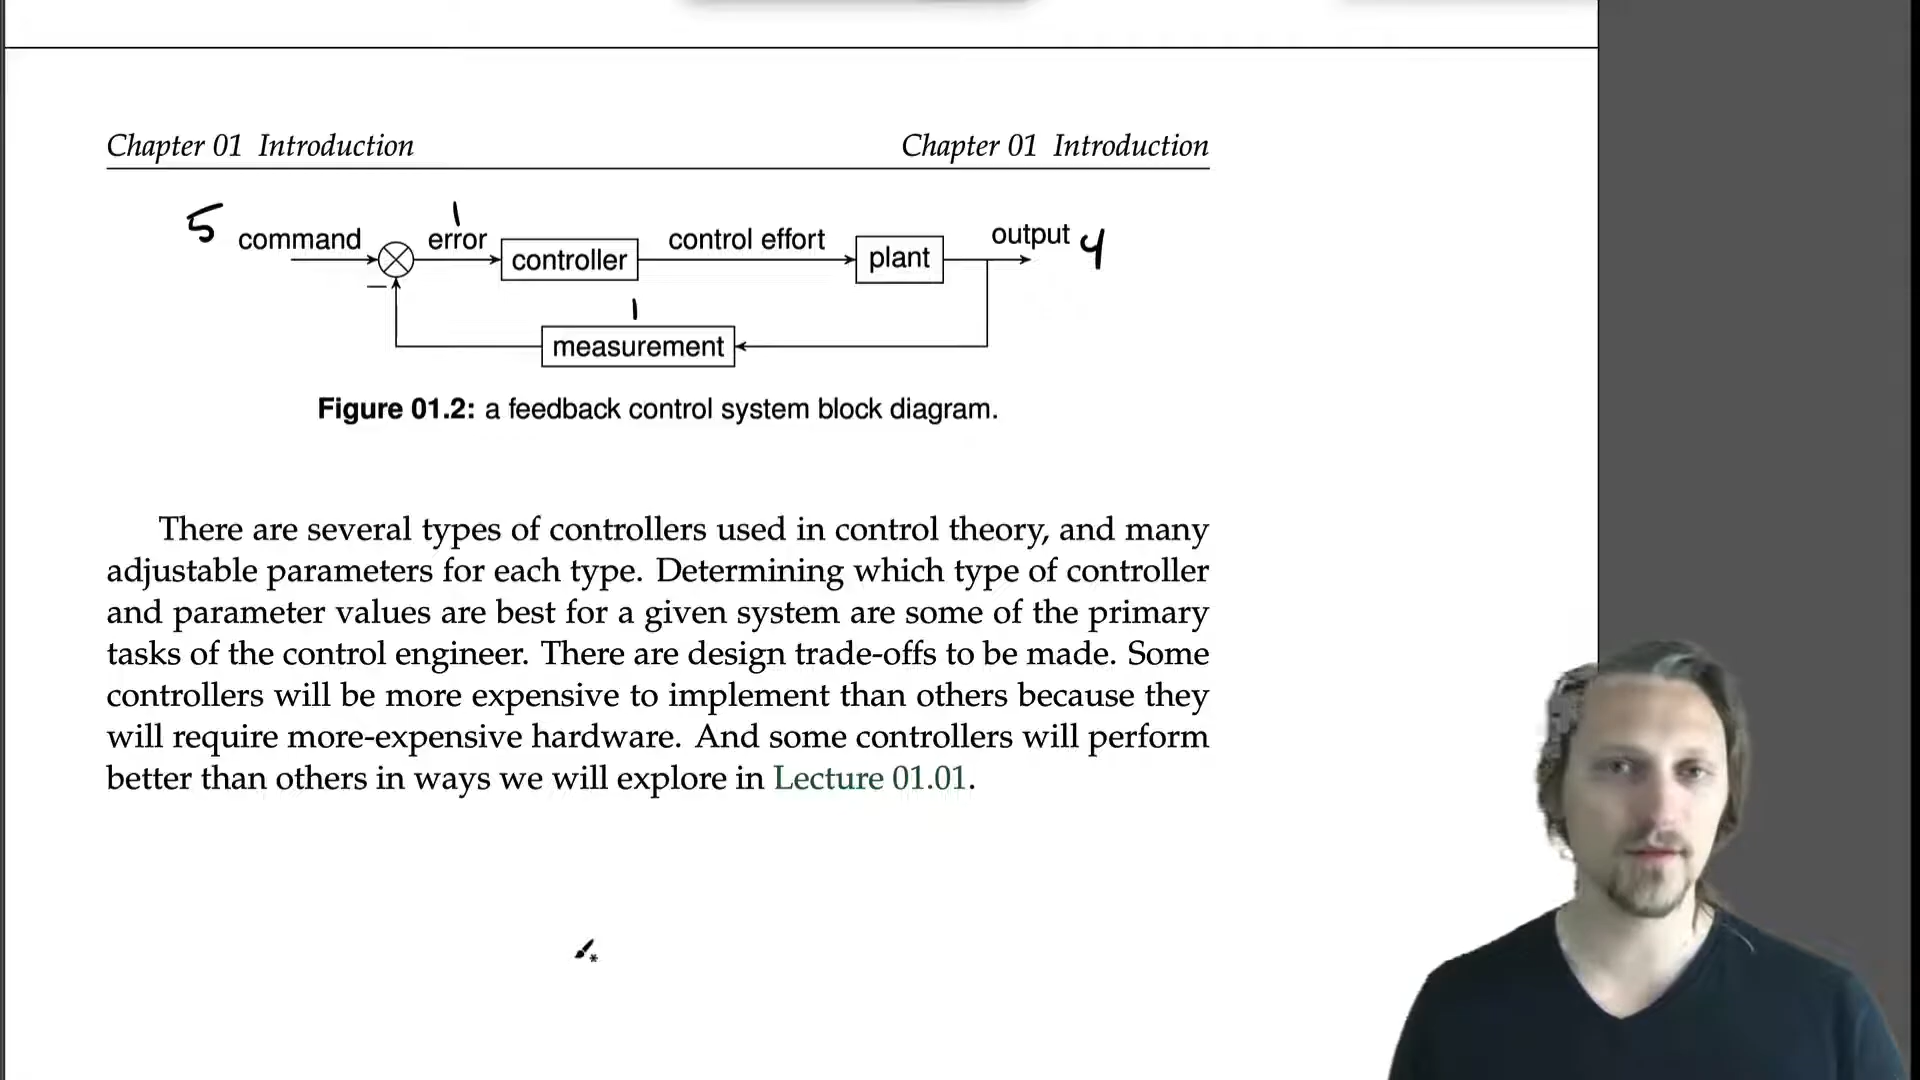 Chapter 01 Introduction Chapter 01 Introduction
5 command 1 error controller control effort plant output 4
− 1 measurement
Figure 01.2: a feedback control system block diagram.
There are several types of controllers used in control theory, and many
adjustable parameters for each type. Determining which type of controller
and parameter values are best for a given system are some of the primary
tasks of the control engineer. There are design trade-offs to be made. Some
controllers will be more expensive to implement than others because they
will require more-expensive hardware. And some controllers will perform
better than others in ways we will explore in Lecture 01.01.